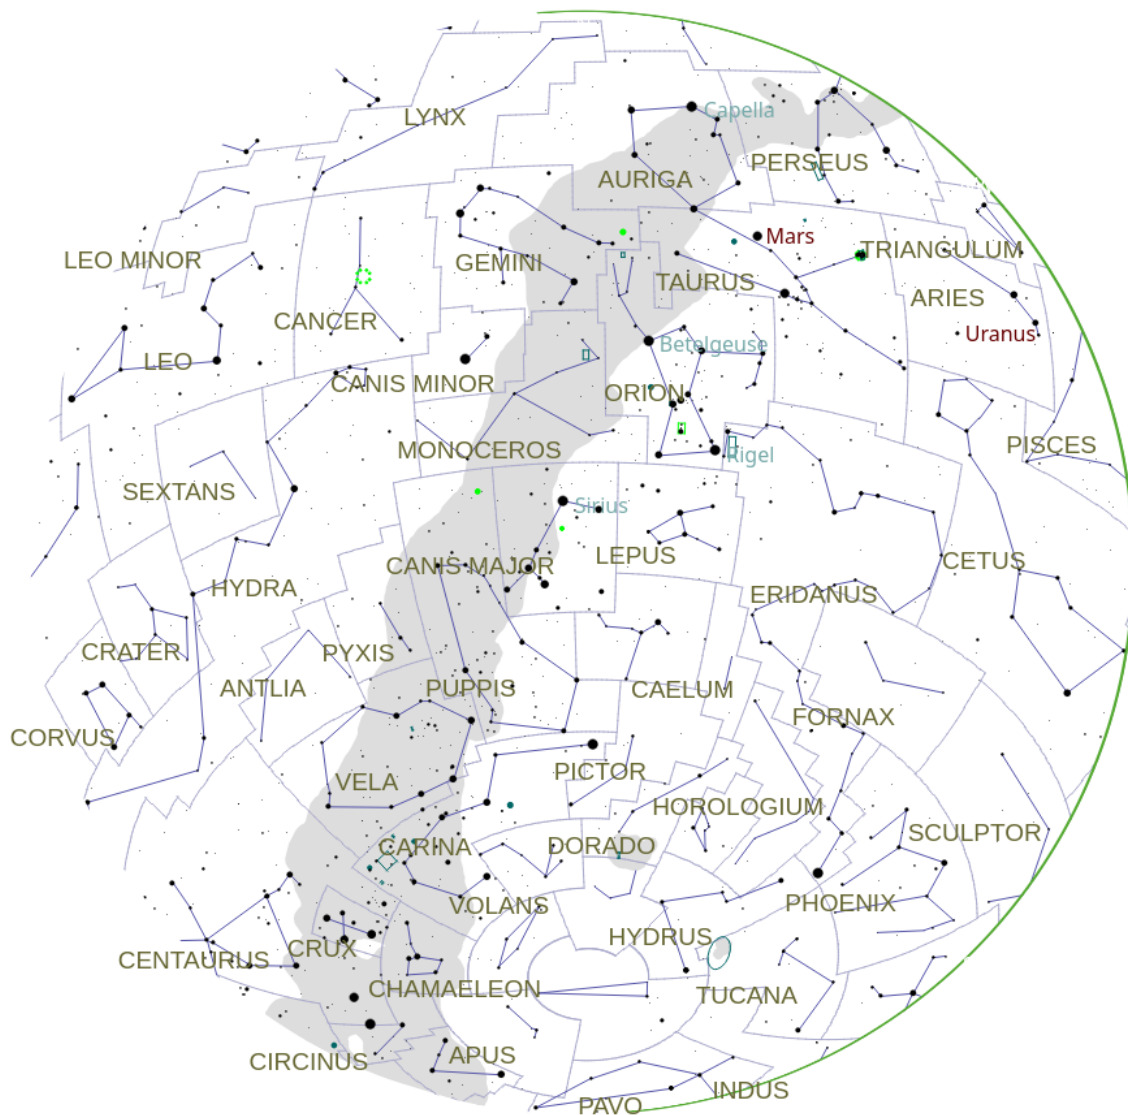 LYNX
Capella
PERSEUS
AURIGA
Mars
TRIANGULUM
LEO MINOR
GEMINI
TAURUS
ARIES
CANCER
Uranus
Betelgeuse
LEO
CANIS MINOR
ORION
MONOCEROS
Rigel
PISCES
SEXTANS
Sirius
LEPUS
CANIS MAJOR
CETUS
HYDRA
ERIDANUS
CRATER
PYXIS
ANTLIA
PUPPIS
CAELUM
FORNAX
CORVUS
VELA
PICTOR
HOROLOGIUM
SCULPTOR
CARINA
DORADO
VOLANS
PHOENIX
HYDRUS
CRUX
CENTAURUS
CHAMAELEON
TUCANA
CIRCINUS
APUS
INDUS
PAVO